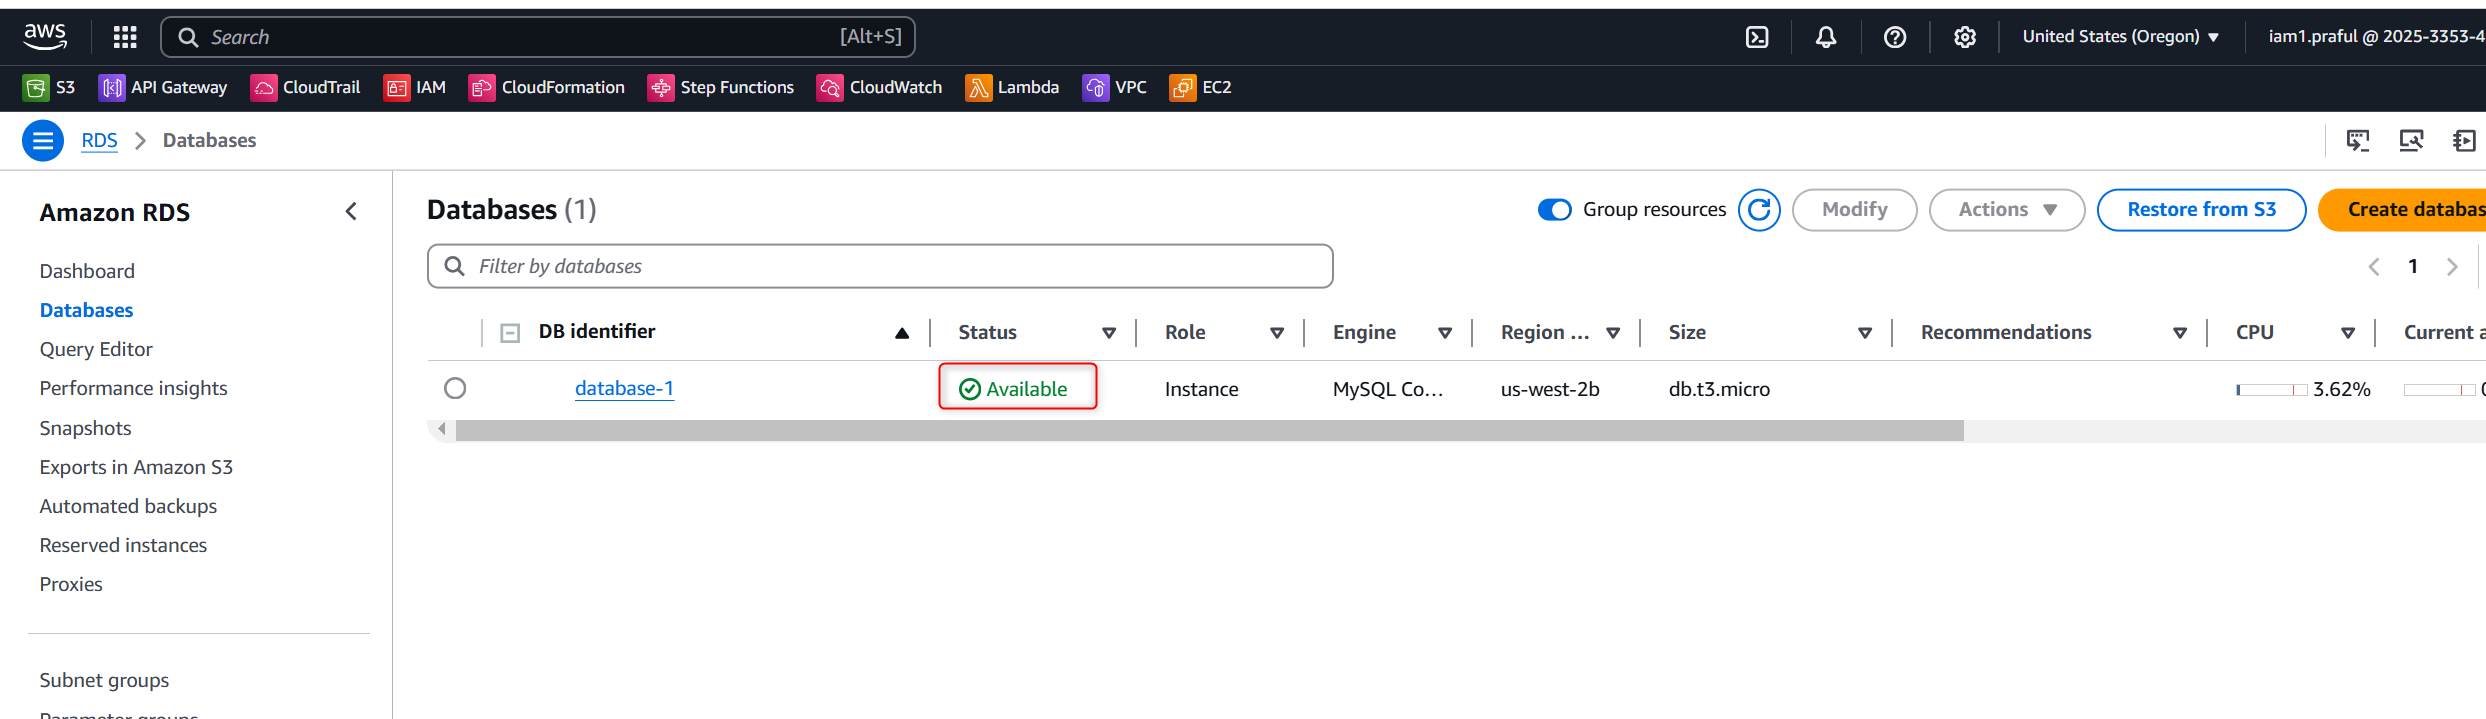 aws
Search [Alt+S] United States (Oregon) iam1.praful @ 2025-3353-4
S3 API Gateway CloudTrail IAM CloudFormation Step Functions CloudWatch Lambda VPC EC2
RDS Databases
Amazon RDS
Dashboard
Databases
Query Editor
Performance insights
Snapshots
Exports in Amazon S3
Automated backups
Reserved instances
Proxies
Subnet groups
Parameter groups
Databases (1) Group resources Modify Actions Restore from S3 Create databas
Filter by databases 1
DB identifier Status Role Engine Region ... Size Recommendations CPU Current a
database-1 Available Instance MySQL Co... us-west-2b db.t3.micro 3.62%